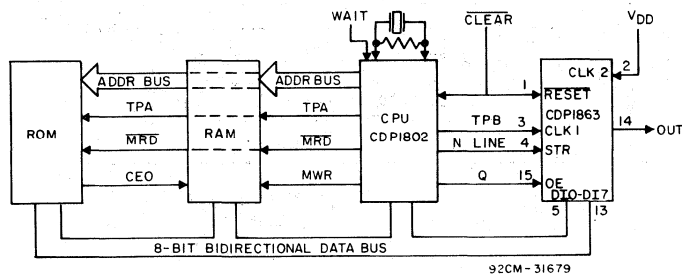 WAIT
CLEAR
VDD
ADDR BUS
ADDR BUS
CLK 2
2
1
RESET
TPA
TPA
CPU
CDP1802
TPB
3
CDP1863
CLK 1
14
OUT
ROM
RAM
MRD
MRD
N LINE
4
STR
CEO
MWR
Q
15
OE
DI0-DI7
5
13
8-BIT BIDIRECTIONAL DATA BUS
92CM-31679